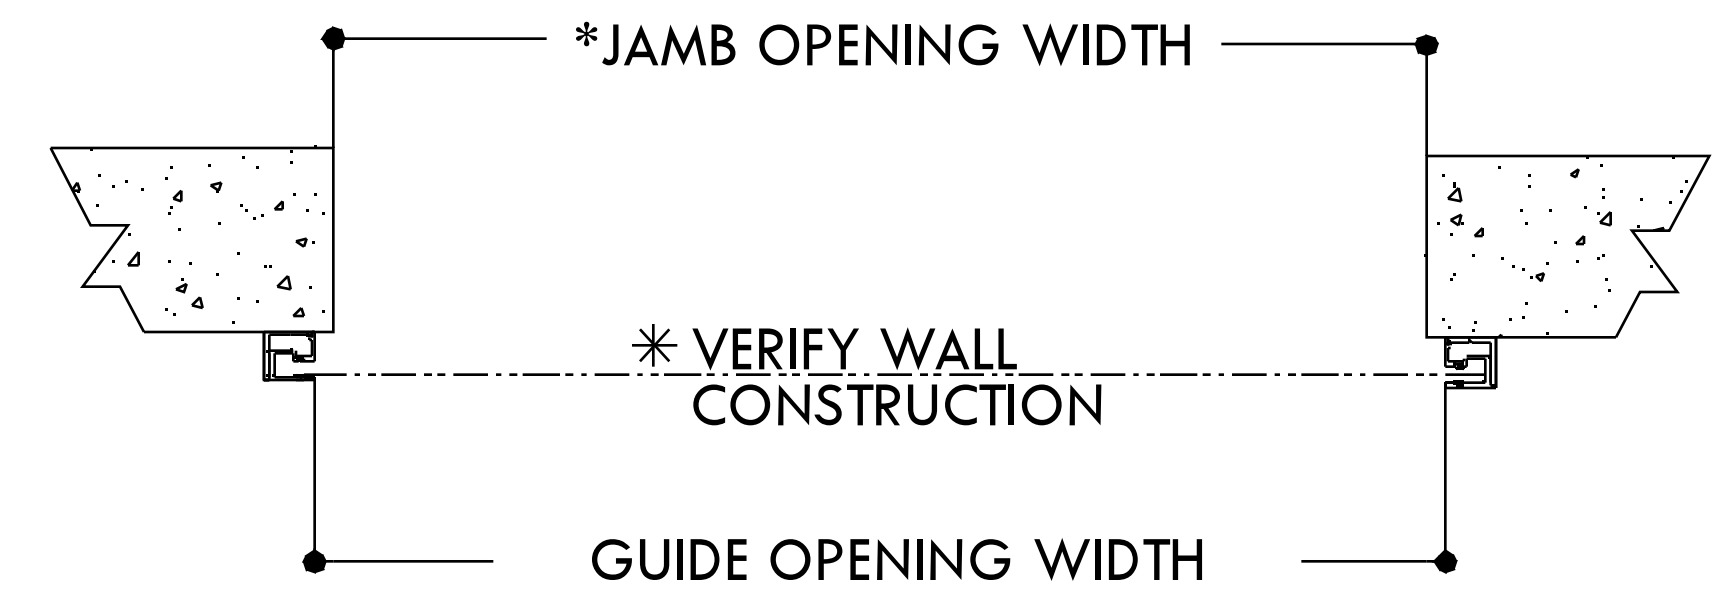 *JAMB OPENING WIDTH
* VERIFY WALL
CONSTRUCTION
GUIDE OPENING WIDTH